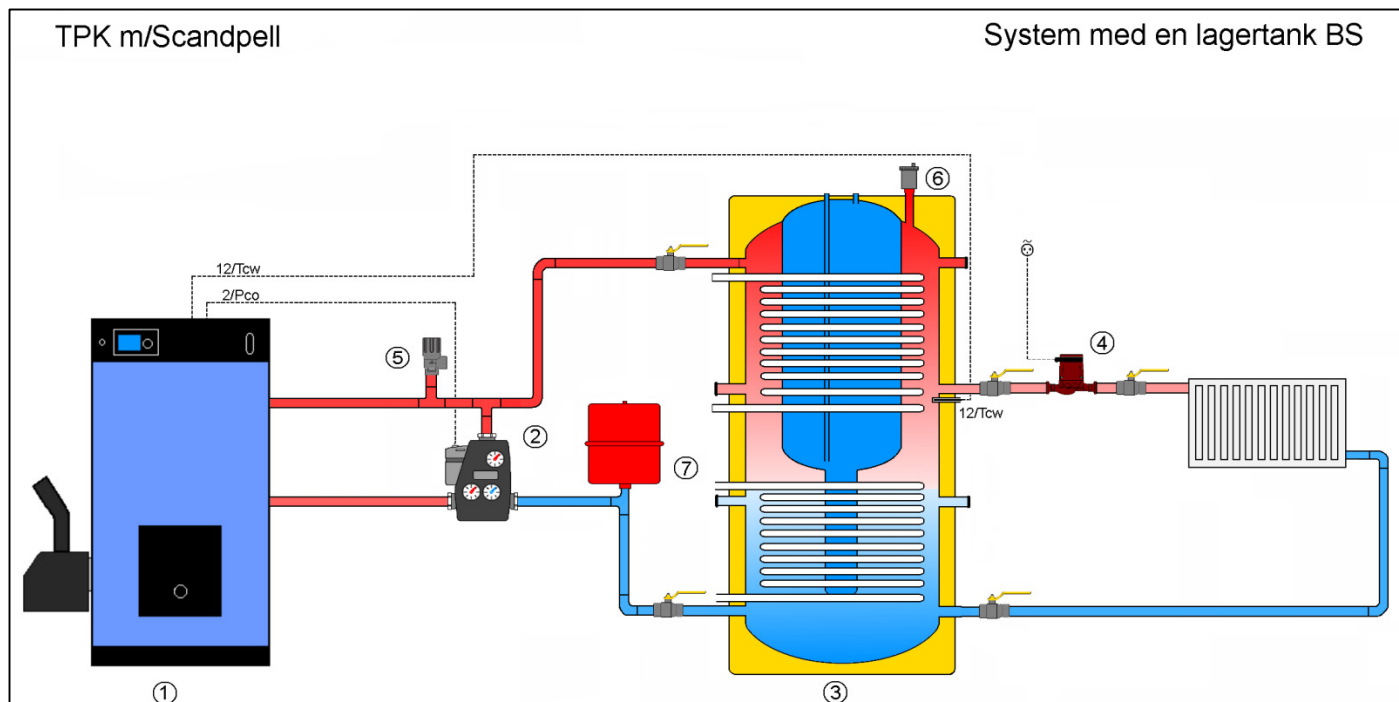 TPK m/Scandpell
System med en lagertank BS
⑥
12/Tcw
2/Pco
⑤
④
12/Tcw
②
⑦
①
③